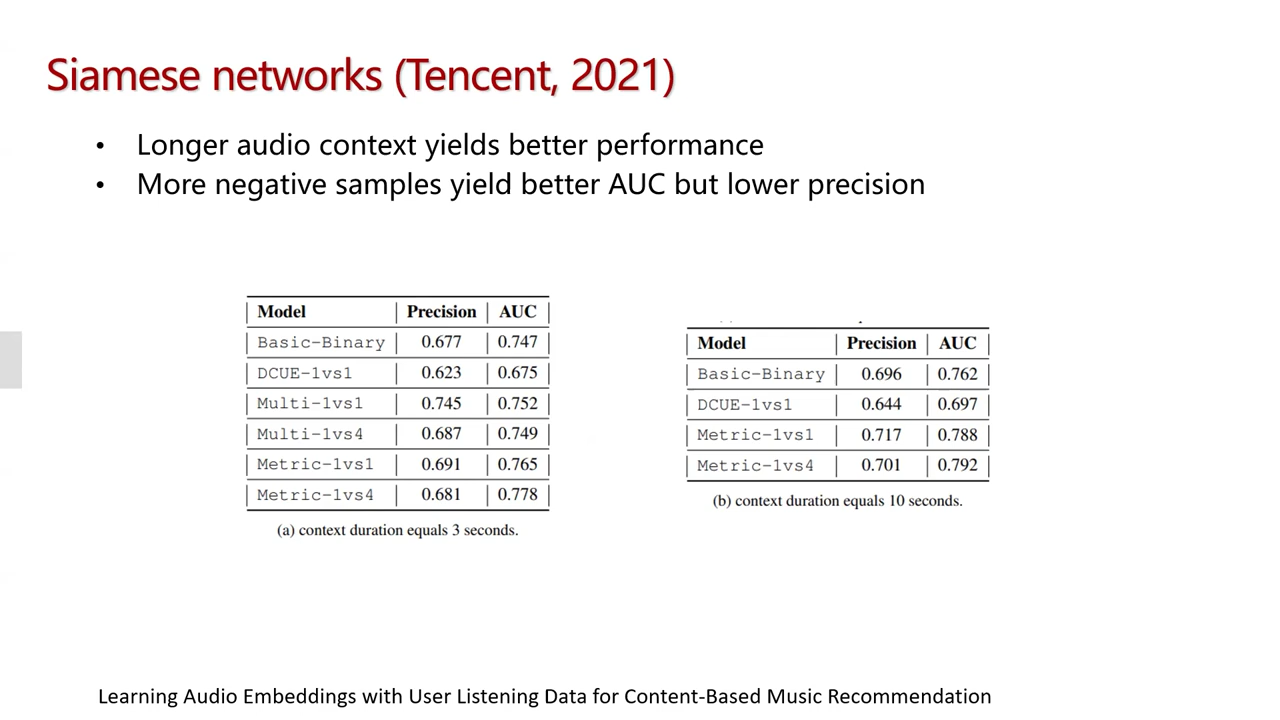 Siamese networks (Tencent, 2021)
• Longer audio context yields better performance
• More negative samples yield better AUC but lower precision
Model Precision AUC
Basic-Binary 0.677 0.747
DCUE-1vs1 0.623 0.675
Multi-1vs1 0.745 0.752
Multi-1vs4 0.687 0.749
Metric-1vs1 0.691 0.765
Metric-1vs4 0.681 0.778
(a) context duration equals 3 seconds.
Model Precision AUC
Basic-Binary 0.696 0.762
DCUE-1vs1 0.644 0.697
Metric-1vs1 0.717 0.788
Metric-1vs4 0.701 0.792
(b) context duration equals 10 seconds.
Learning Audio Embeddings with User Listening Data for Content-Based Music Recommendation